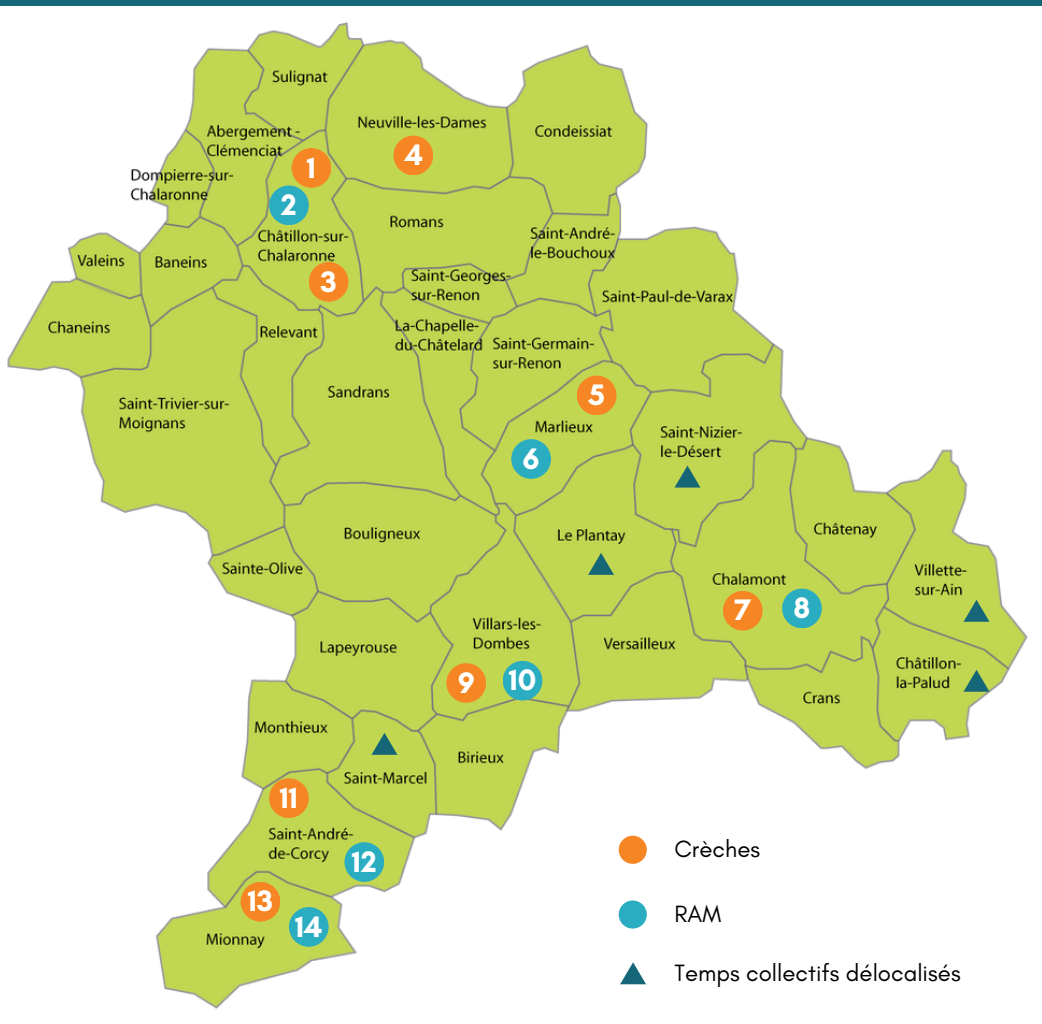 Sulignat
Neuville-les-Dames
4
Condeissiat
Abergement -
Clémenciat
1
Dompierre-sur-
Chalaronne
2
Romans
Châtillon-sur-
Chalaronne
3
Saint-André-
le-Bouchoux
Valeins
Baneins
Saint-Georges-
sur-Renon
Saint-Paul-de-Varax
Chaneins
Relevant
La-Chapelle-
du-Châtelard
Saint-Germain-
sur-Renon
Saint-Trivier-sur-
Moignans
Sandrans
5
Marlieux
6
Saint-Nizier-
le-Désert
Bouligneux
Le Plantay
Châtenay
Sainte-Olive
Chalamont
7
8
Villette-
sur-Ain
Lapeyrouse
Villars-les-
Dombes
9
10
Versailleux
Châtillon-
la-Palud
Crans
Monthieux
Saint-Marcel
Birieux
11
Saint-André-
de-Corcy
12
13
14
Mionnay
Crèches
RAM
Temps collectifs délocalisés